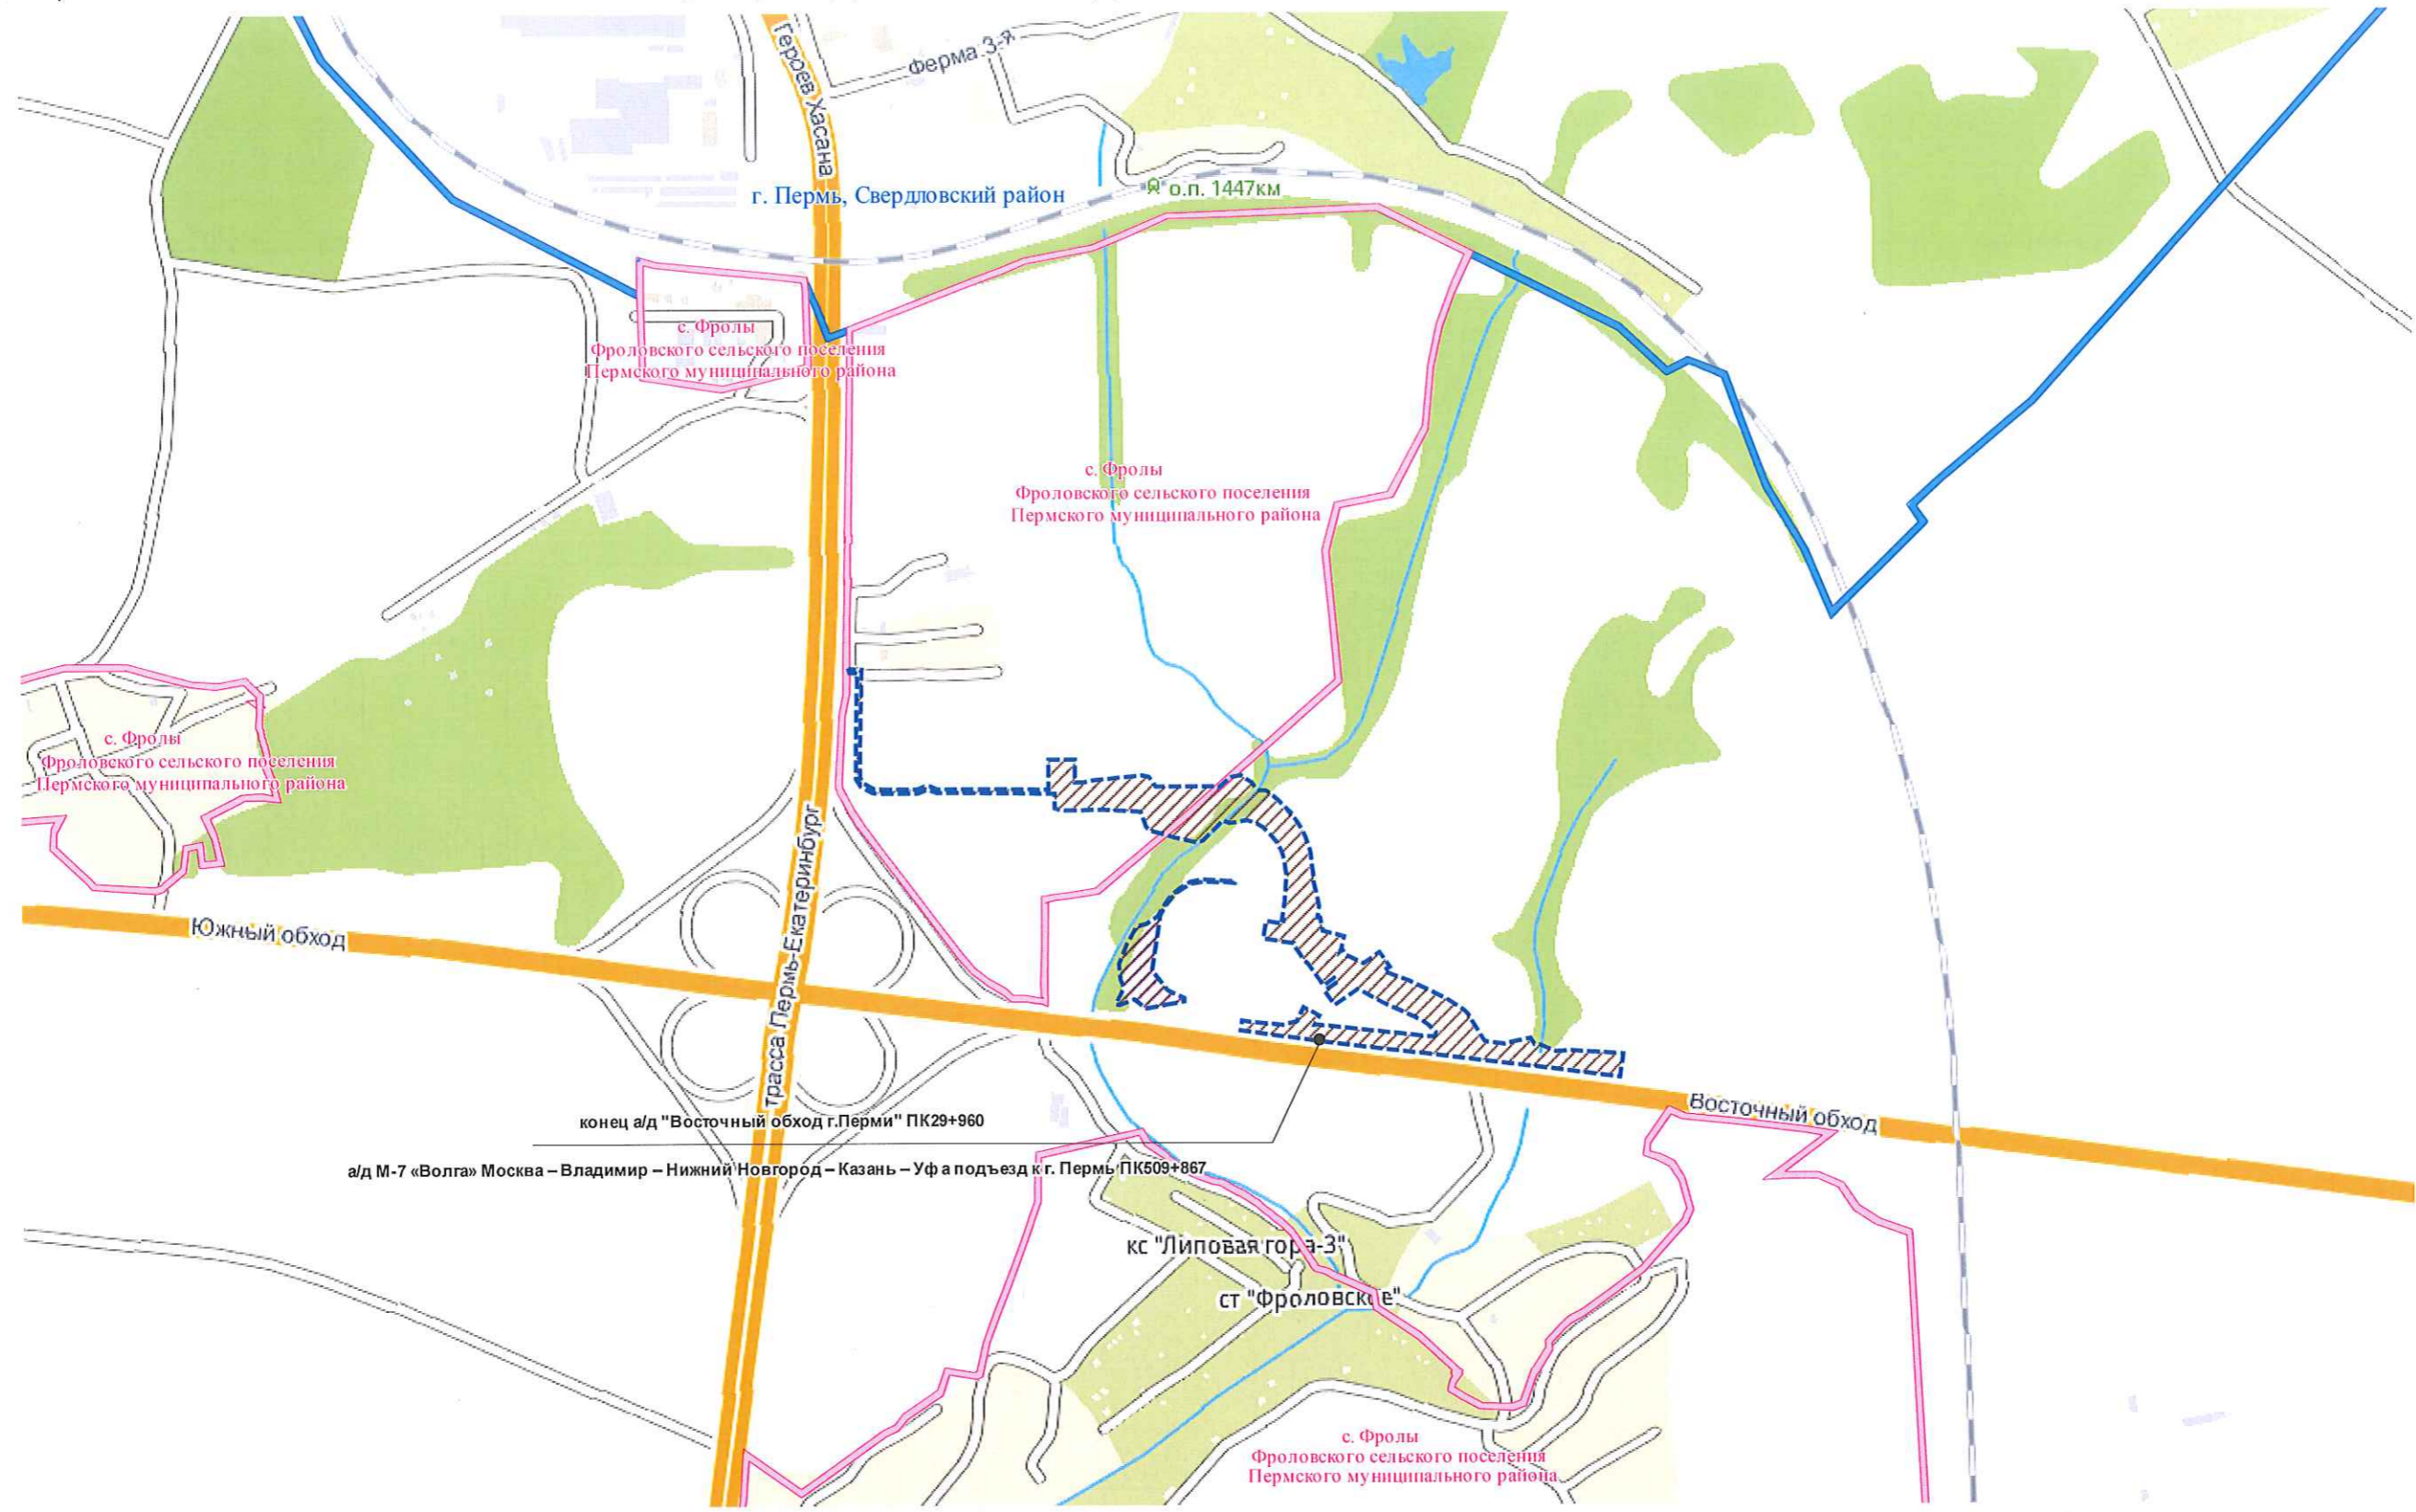 Героев Хасана
Ферма 3-я
г. Пермь, Свердловский район
о.п. 1447км
с. Фролы
Фроловского сельского поселения
Пермского муниципального района
с. Фролы
Фроловского сельского поселения
Пермского муниципального района
с. Фролы
Фроловского сельского поселения
Пермского муниципального района
Южный обход
трасса Пермь-Екатеринбург
Восточный обход
конец а/д "Восточный обход г.Перми" ПК29+960
а/д М-7 «Волга» Москва – Владимир – Нижний Новгород – Казань – Уфа подъезд к г. Пермь ПК509+867
кс "Липовая гора-3"
ст "Фроловское"
с. Фролы
Фроловского сельского поселения
Пермского муниципального района